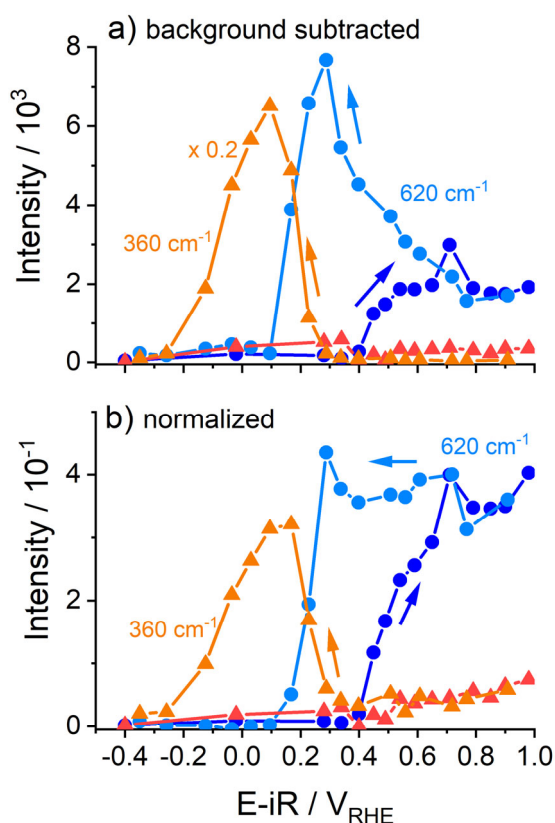 a) background subtracted
8
6
4
2
0
Intensity / 10³
x 0.2
360 cm⁻¹
620 cm⁻¹
b) normalized
4
2
0
Intensity / 10⁻¹
620 cm⁻¹
360 cm⁻¹
-0.4 -0.2 0.0 0.2 0.4 0.6 0.8 1.0
E-iR / V_RHE